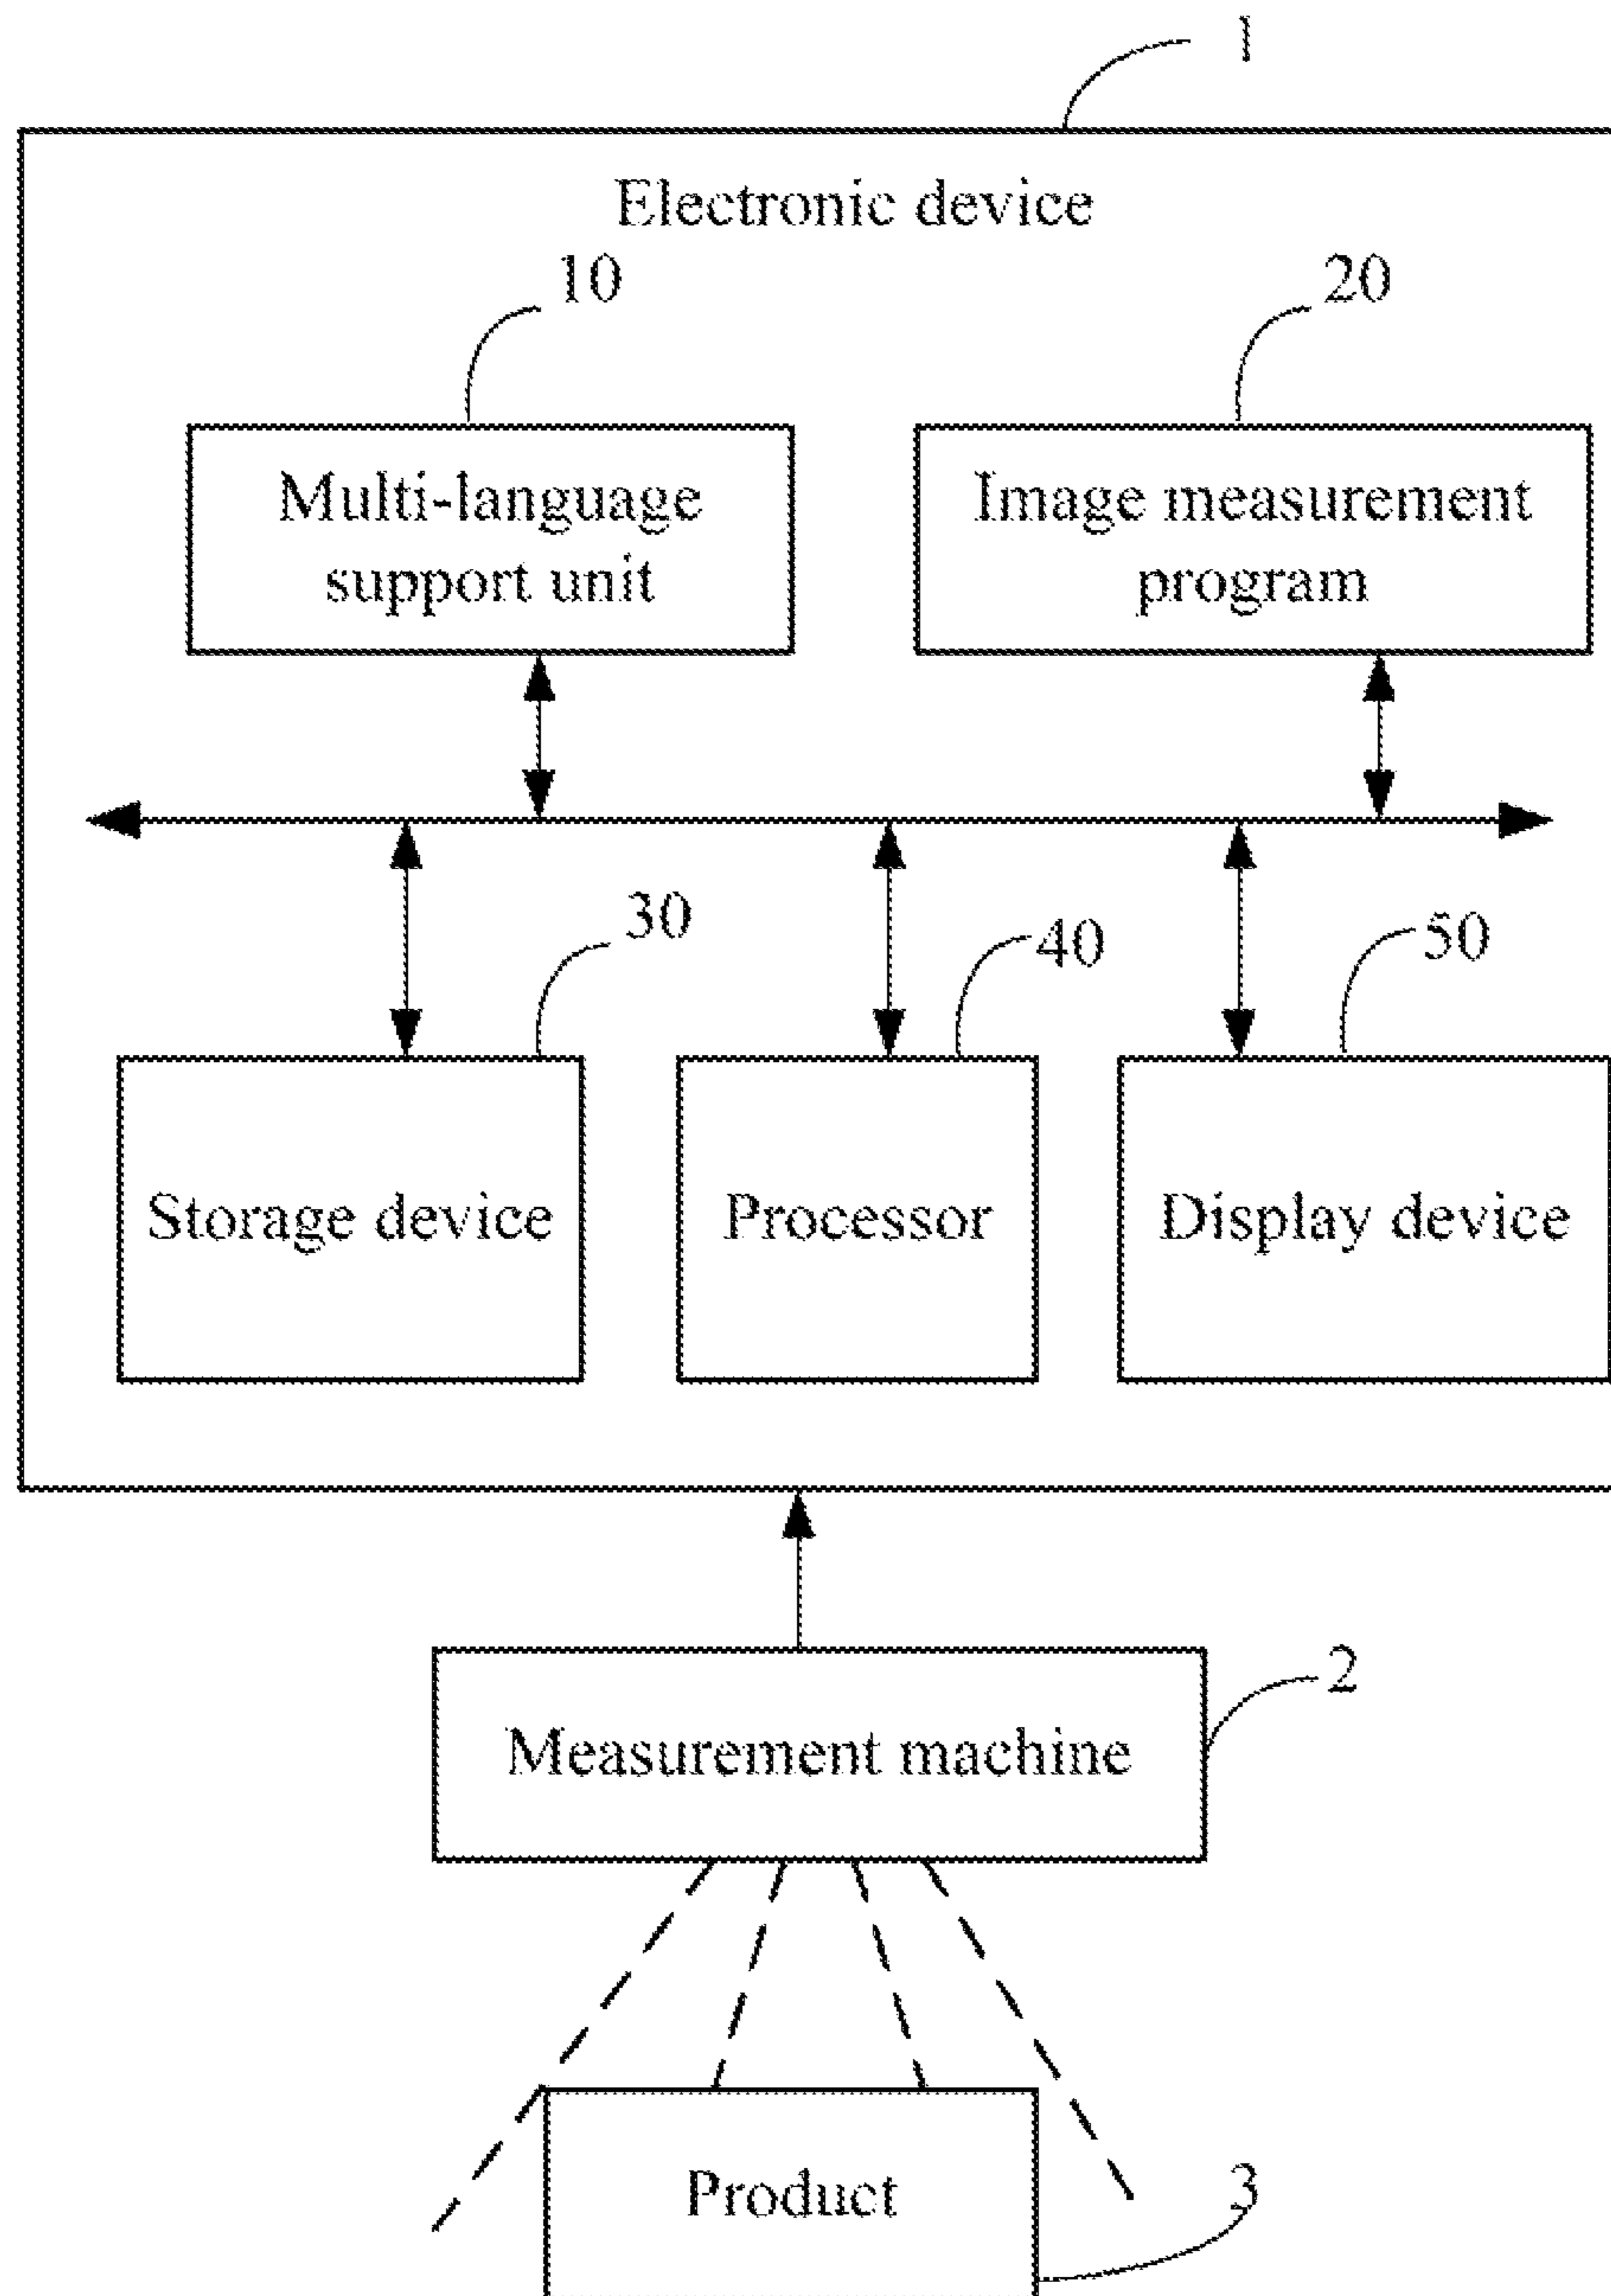 1
Electronic device
10
20
Multi-language
support unit
Image measurement
program
30
40
50
Storage device
Processor
Display device
2
Measurement machine
Product
3